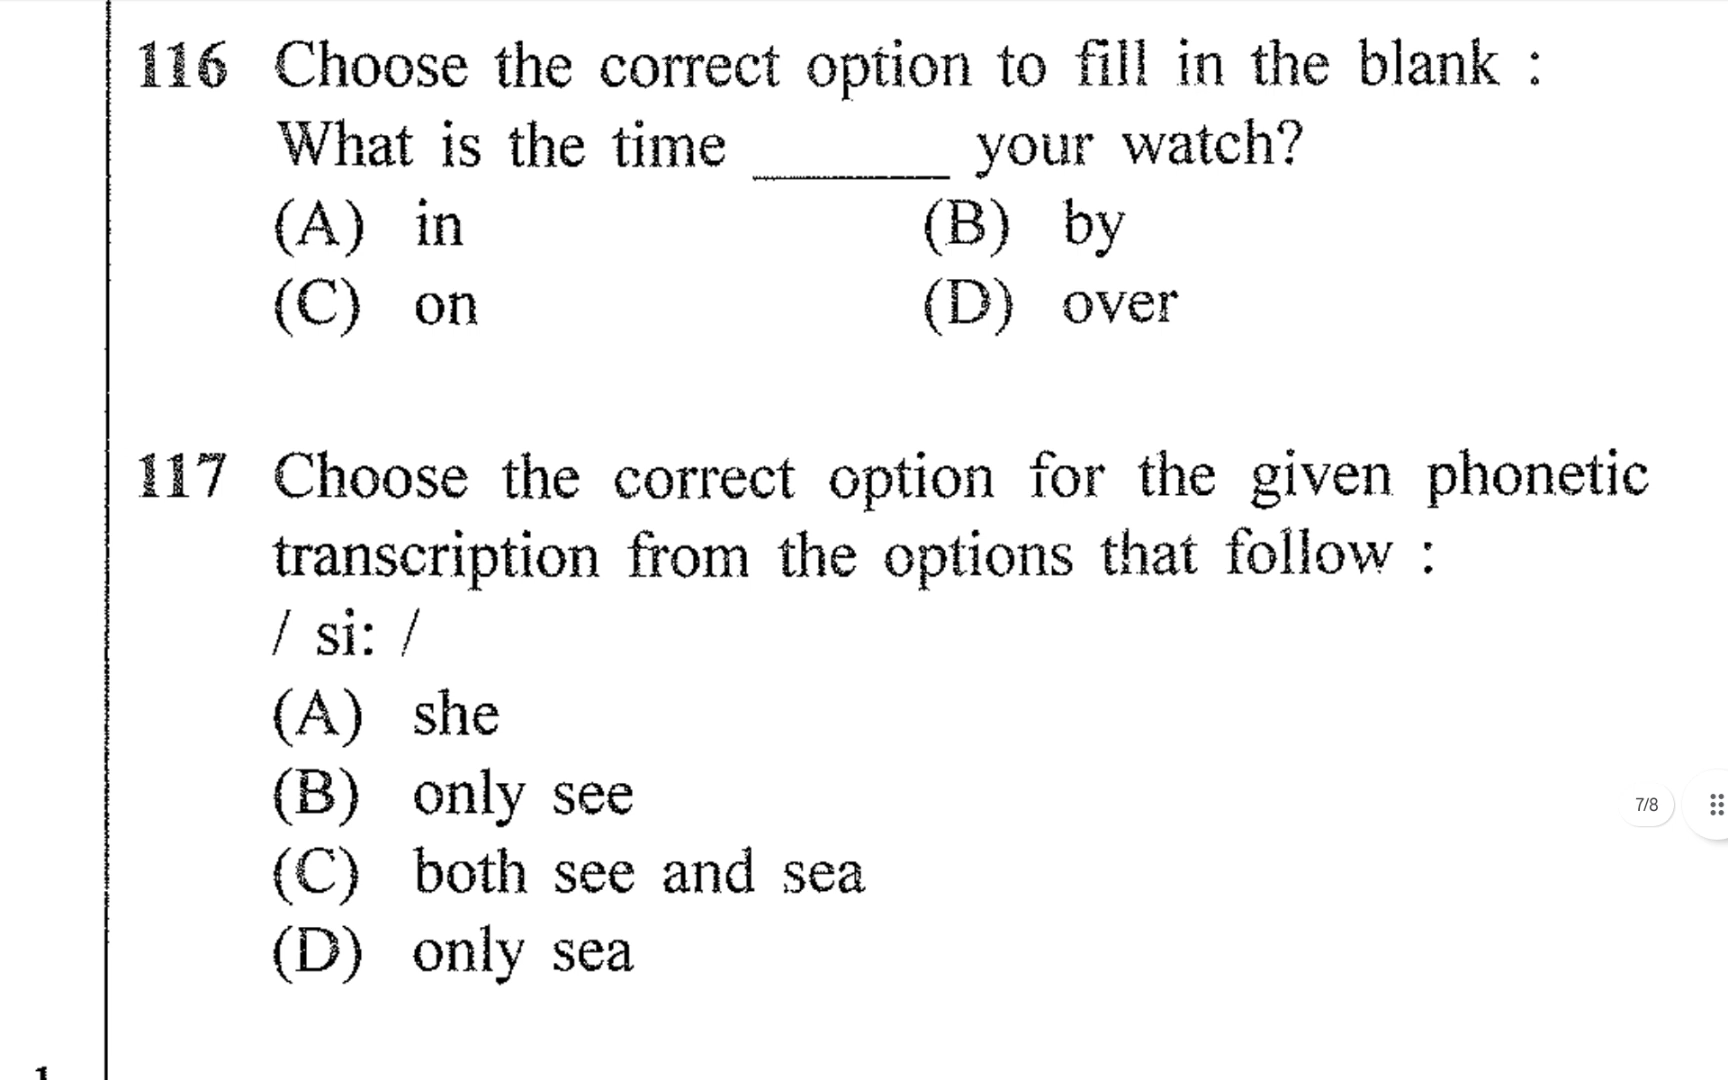 116 Choose the correct option to fill in the blank :
What is the time ________ your watch?
(A) in (B) by
(C) on (D) over
117 Choose the correct option for the given phonetic
transcription from the options that follow :
/ si: /
(A) she
(B) only see
(C) both see and sea
(D) only sea
7/8